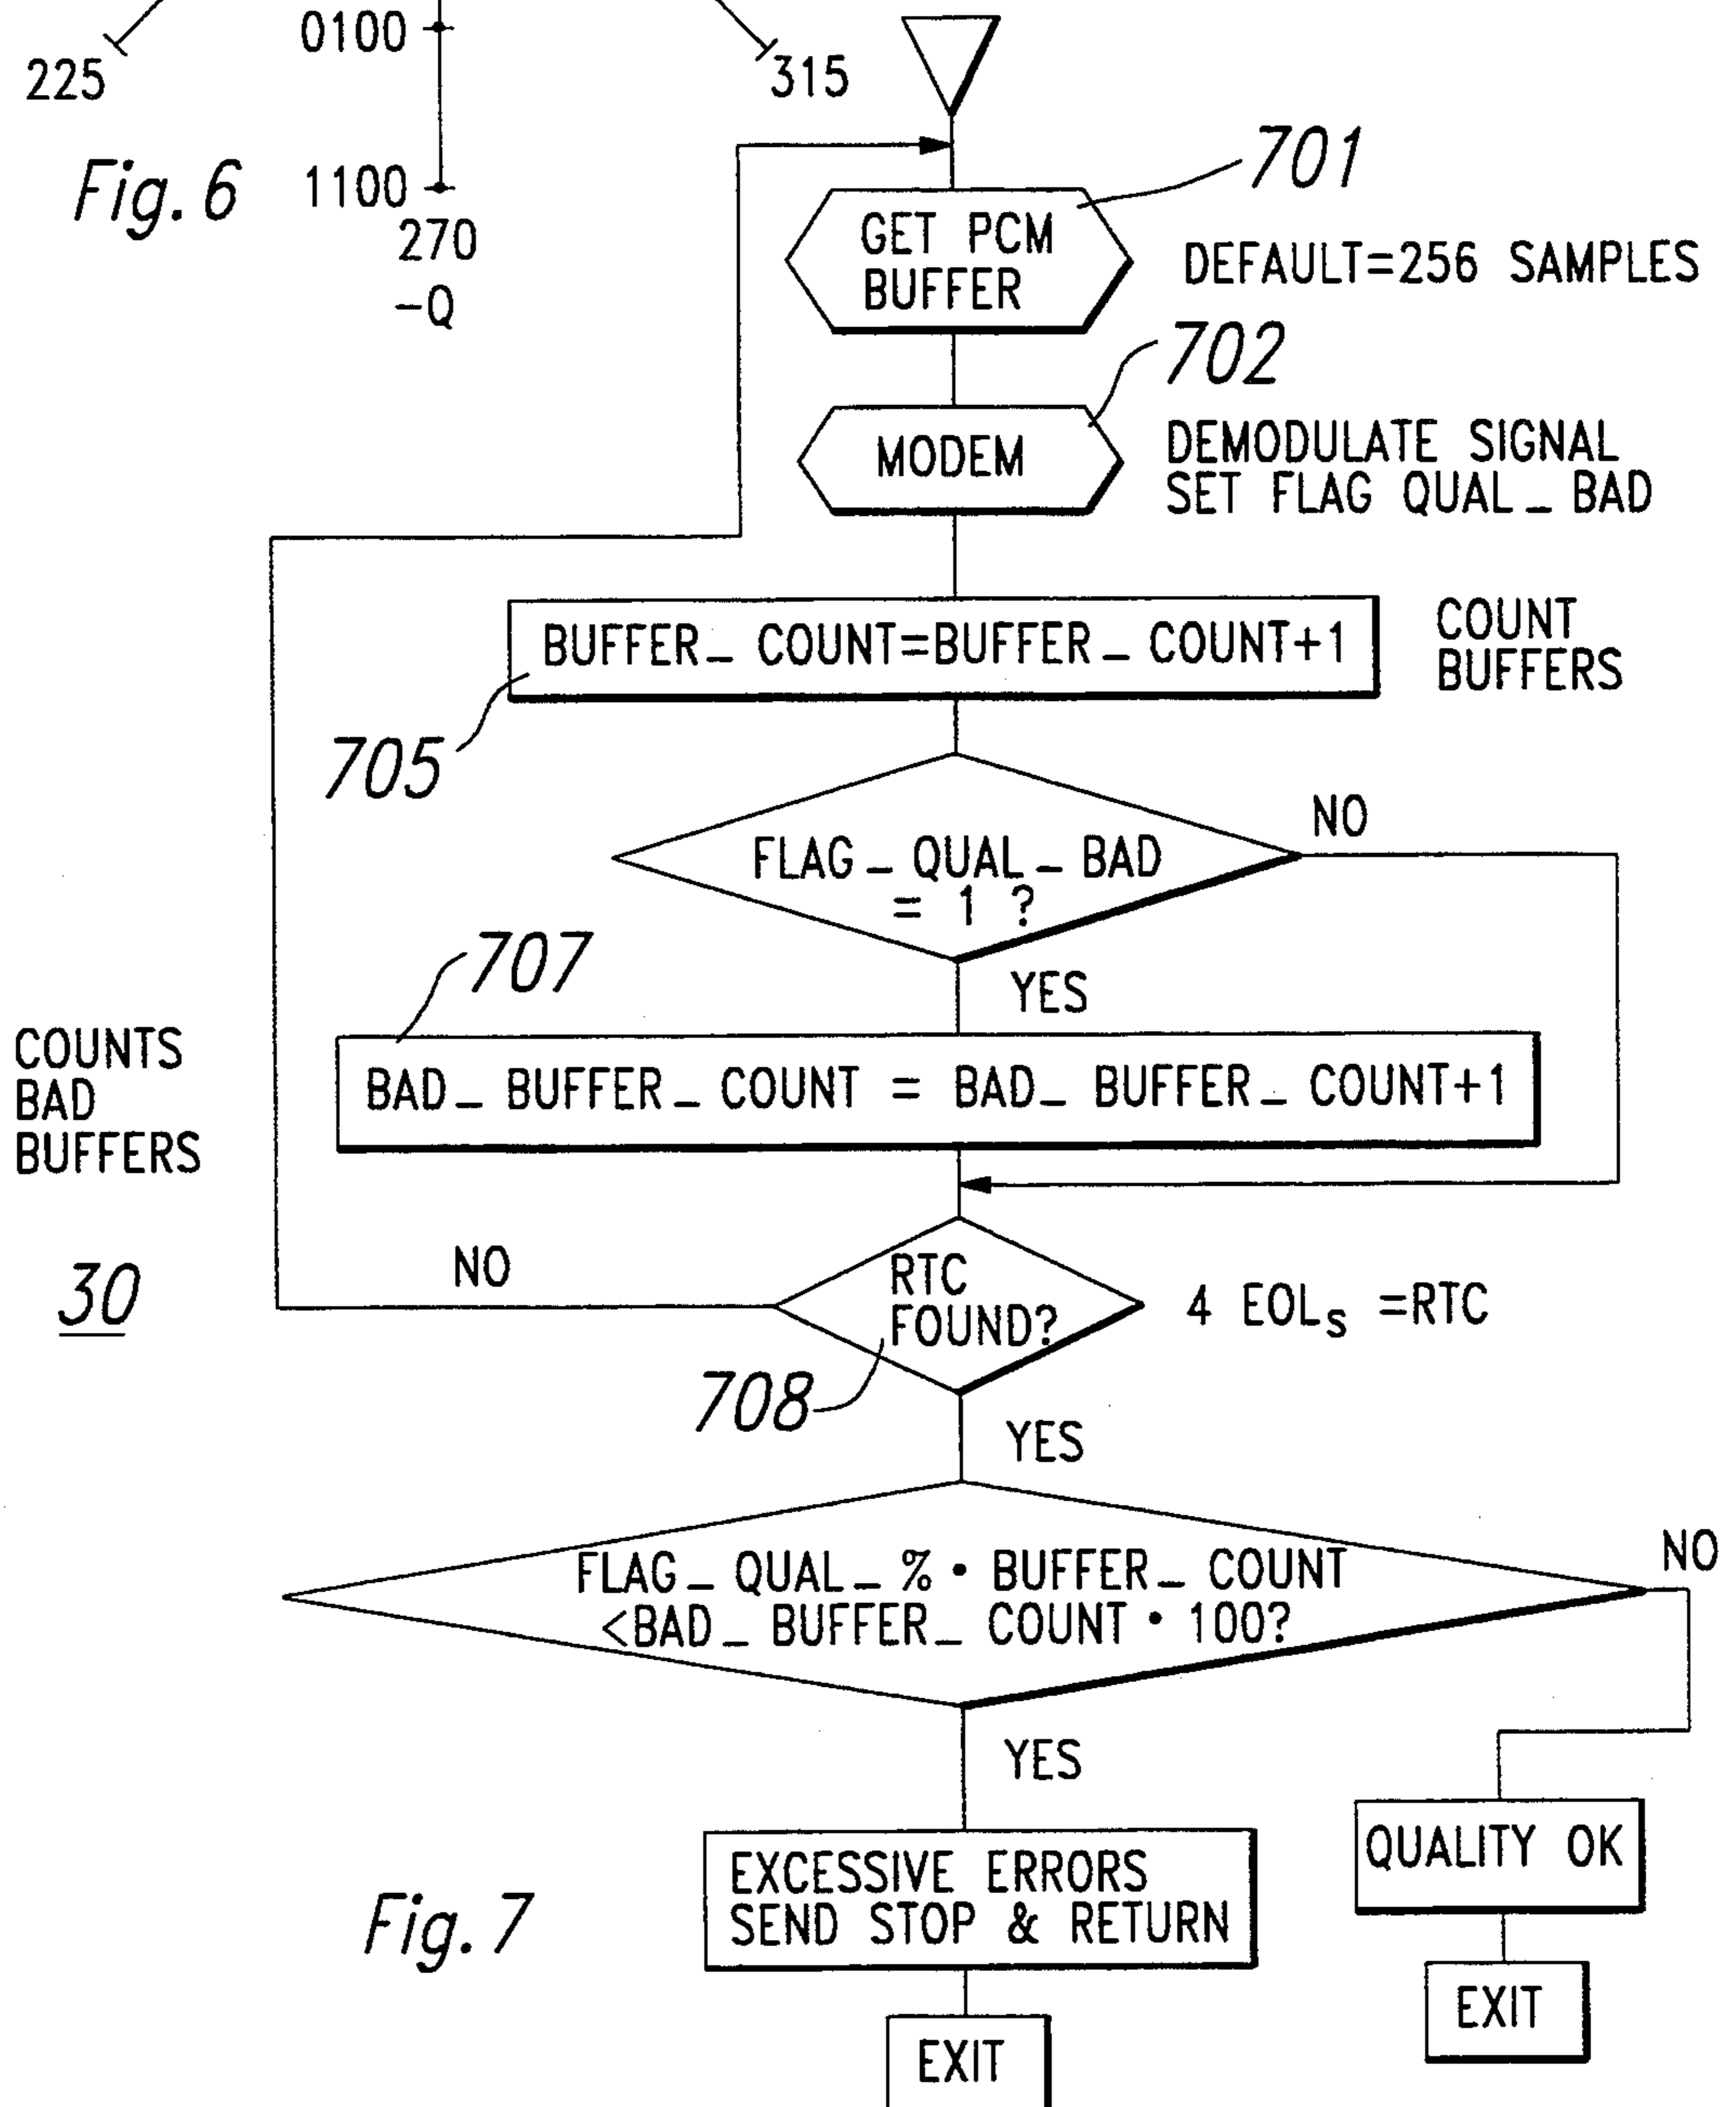 0100
225
315
Fig. 6
1100
270
-Q
701
GET PCM
BUFFER
DEFAULT=256 SAMPLES
702
MODEM
DEMODULATE SIGNAL
SET FLAG QUAL_BAD
BUFFER_COUNT=BUFFER_COUNT+1
COUNT
BUFFERS
705
NO
FLAG_QUAL_BAD
= 1 ?
707
YES
COUNTS
BAD
BUFFERS
BAD_BUFFER_COUNT = BAD_BUFFER_COUNT+1
30
NO
RTC
FOUND?
4 EOLs =RTC
708
YES
FLAG_QUAL_% • BUFFER_COUNT
<BAD_BUFFER_COUNT • 100?
NO
YES
EXCESSIVE ERRORS
SEND STOP & RETURN
QUALITY OK
Fig. 7
EXIT
EXIT